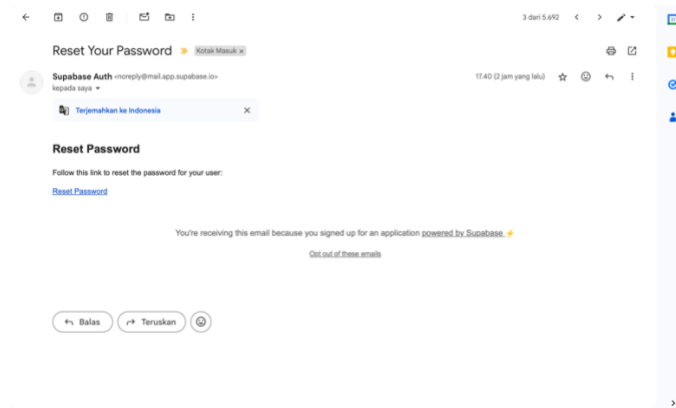 3 dari 5.692
Reset Your Password
Kotak Masuk x
Supabase Auth <noreply@mail.app.supabase.io>
17.40 (2 jam yang lalu)
kepada saya
Terjemahkan ke Indonesia
Reset Password
Follow this link to reset the password for your user:
Reset Password
You're receiving this email because you signed up for an application powered by Supabase ⚡
Opt out of these emails
Balas
Teruskan